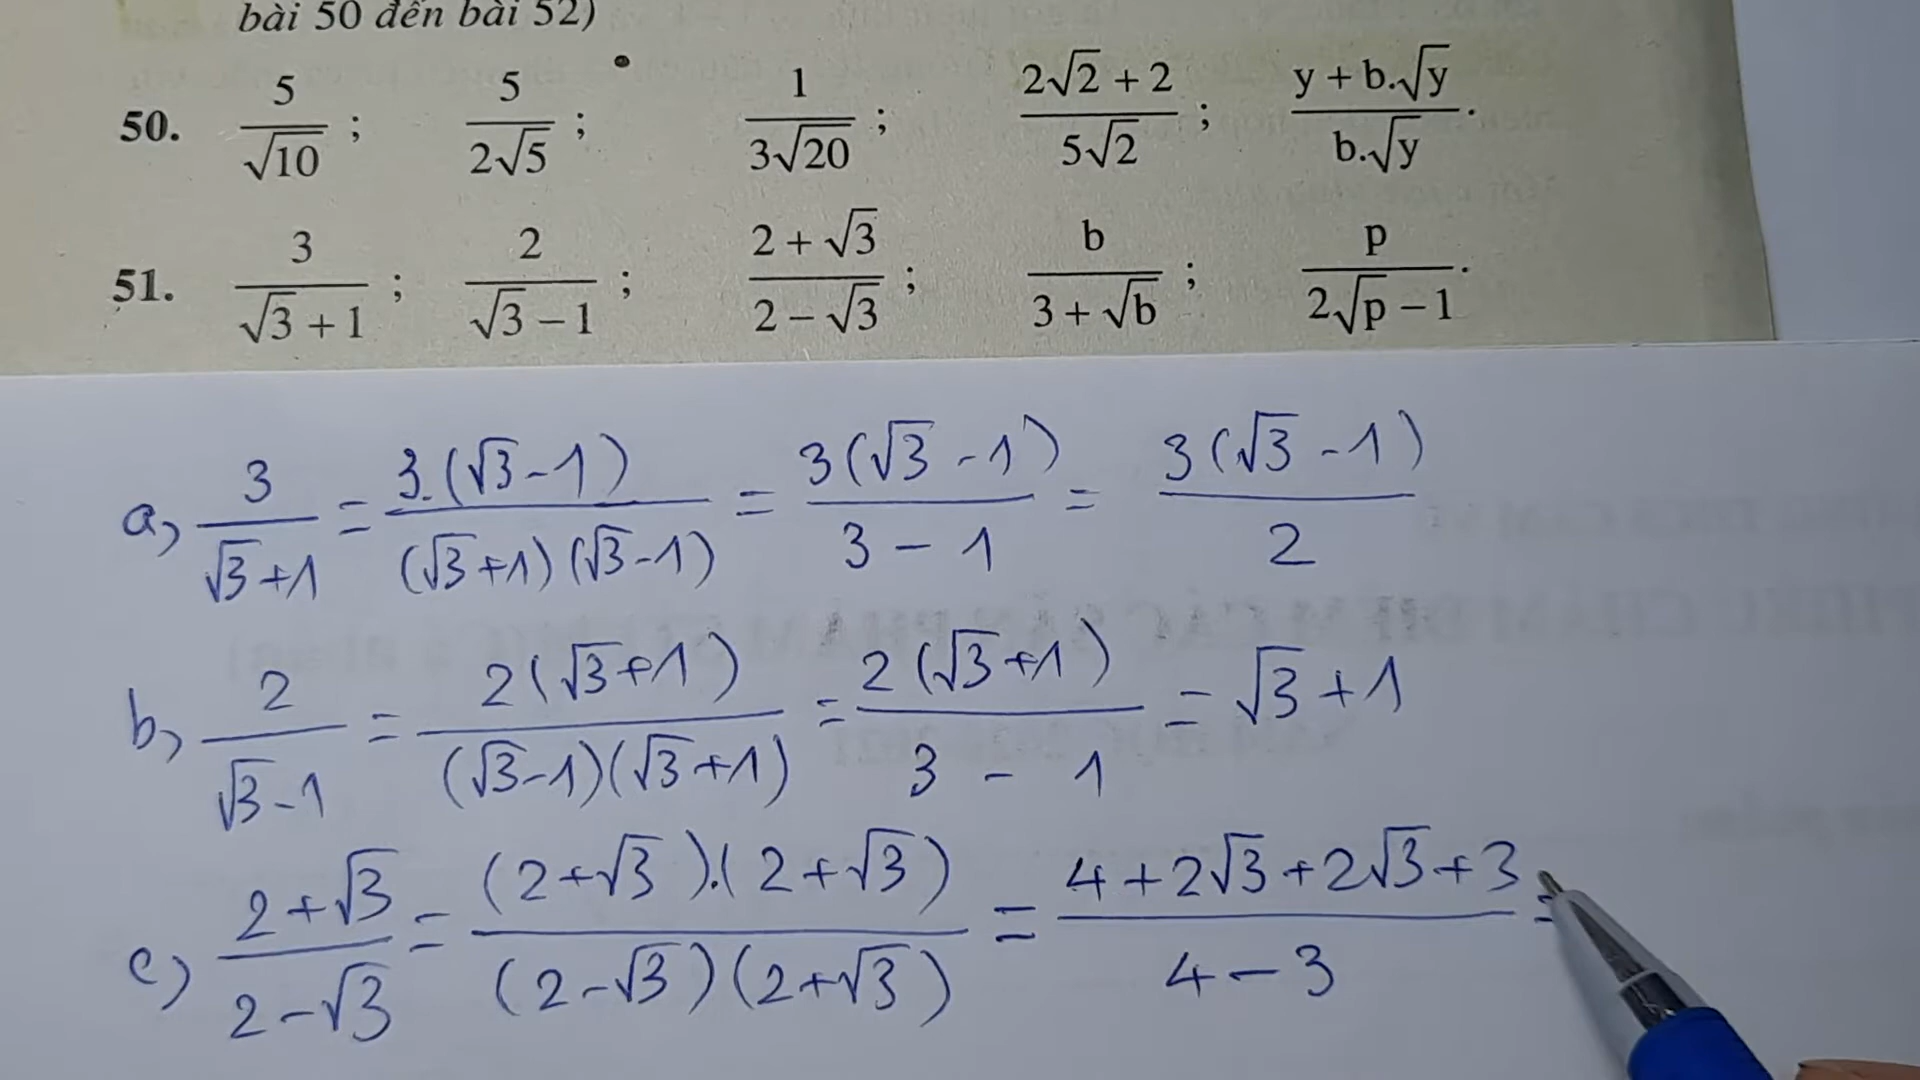 bài 50 đến bài 52)
50. 5/√10 ; 5/2√5 ; 1/3√20 ; 2√2 + 2/5√2 ; y + b.√y/b.√y .
51. 3/√3 + 1 ; 2/√3 − 1 ; 2 + √3/2 − √3 ; b/3 + √b ; p/2√p − 1 .
a) 3/√3+1 = 3.(√3-1)/(√3+1)(√3-1) = 3(√3-1)/3-1 = 3(√3-1)/2
b) 2/√3-1 = 2(√3+1)/(√3-1)(√3+1) = 2(√3+1)/3-1 = √3+1
c) 2+√3/2-√3 = (2+√3).(2+√3)/(2-√3)(2+√3) = 4+2√3+2√3+3/4-3 =